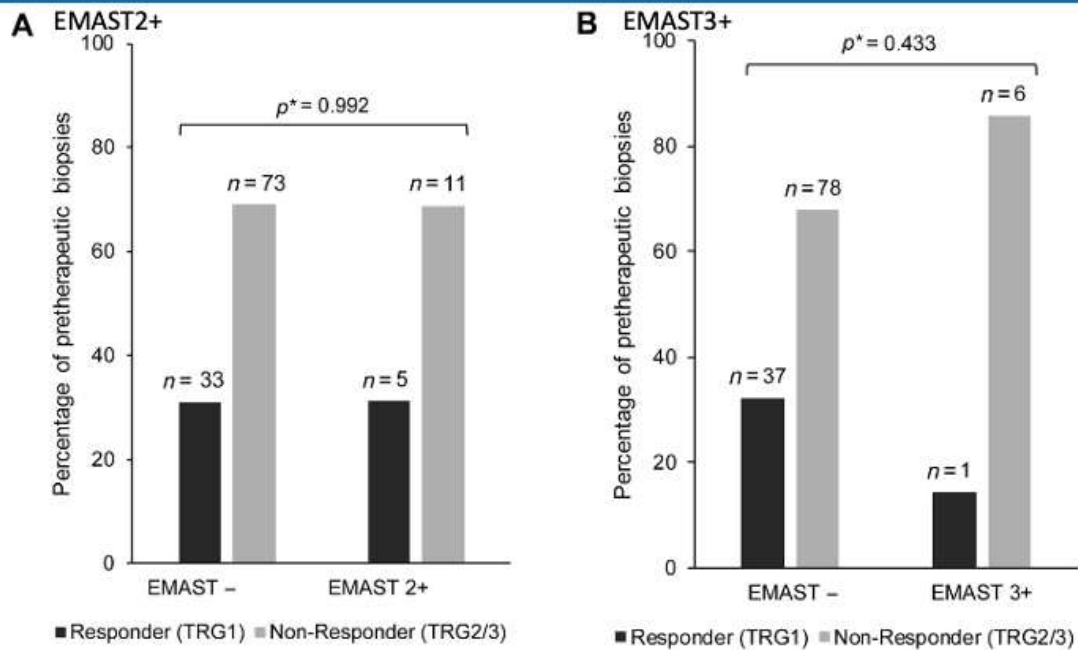 A EMAST2+
Percentage of pretherapeutic biopsies
100
80
60
40
20
0
p* = 0.992
n = 33
n = 73
n = 5
n = 11
EMAST –
EMAST 2+
Responder (TRG1) Non-Responder (TRG2/3)
B EMAST3+
Percentage of pretherapeutic biopsies
100
80
60
40
20
0
p* = 0.433
n = 37
n = 78
n = 1
n = 6
EMAST –
EMAST 3+
Responder (TRG1) Non-Responder (TRG2/3)